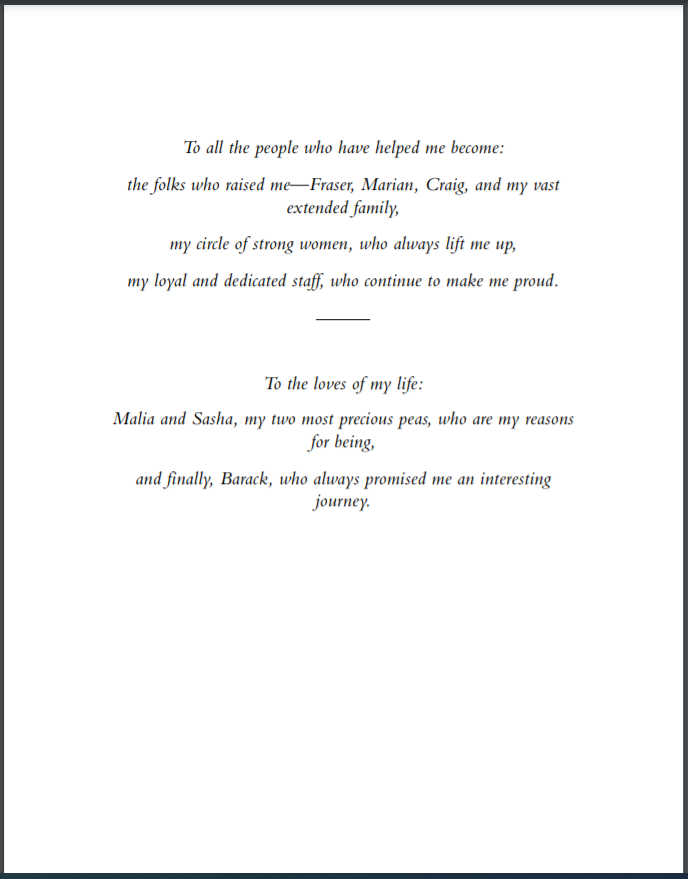 To all the people who have helped me become:
the folks who raised me—Fraser, Marian, Craig, and my vast
extended family,
my circle of strong women, who always lift me up,
my loyal and dedicated staff, who continue to make me proud.
To the loves of my life:
Malia and Sasha, my two most precious peas, who are my reasons
for being,
and finally, Barack, who always promised me an interesting
journey.